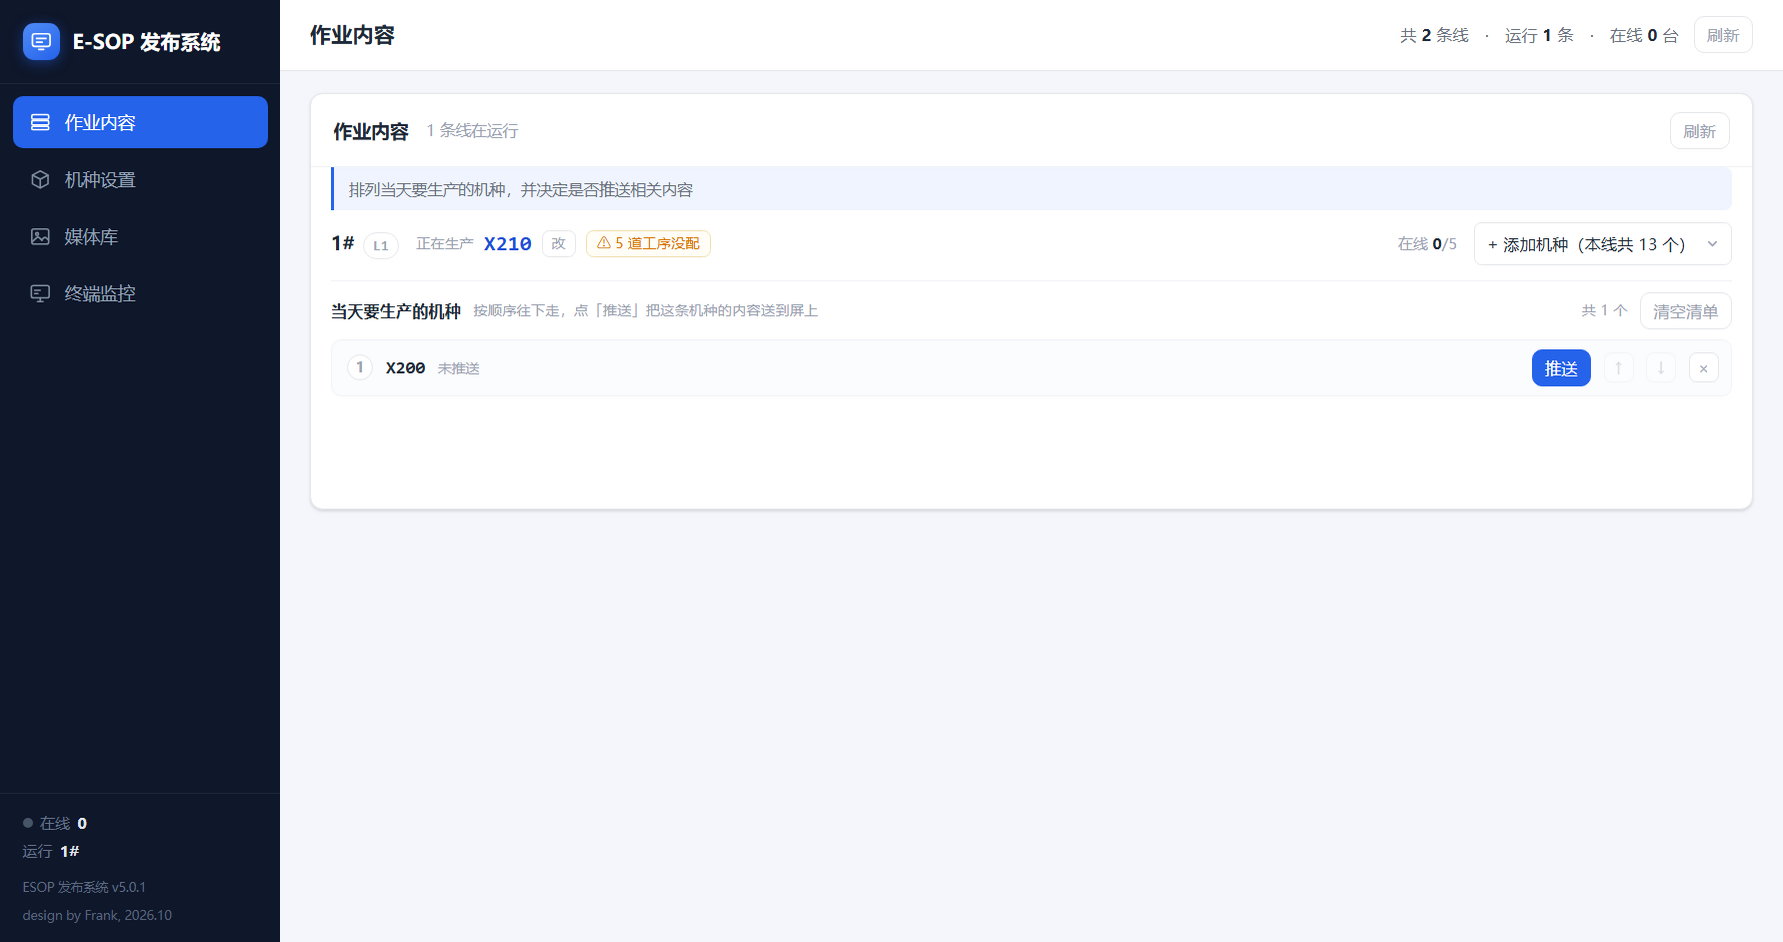 E-SOP 发布系统
作业内容
机种设置
媒体库
终端监控
在线 0
运行 1#
ESOP 发布系统 v5.0.1
design by Frank, 2026.10
作业内容
共 2 条线 · 运行 1 条 · 在线 0 台 刷新
作业内容 1 条线在运行 刷新
排列当天要生产的机种，并决定是否推送相关内容
1# L1 正在生产 X210 改 5 道工序没配 在线 0/5 + 添加机种（本线共 13 个）
当天要生产的机种 按顺序往下走，点「推送」把这条机种的内容送到屏上 共 1 个 清空清单
1 X200 未推送 推送 ↑ ↓ ×